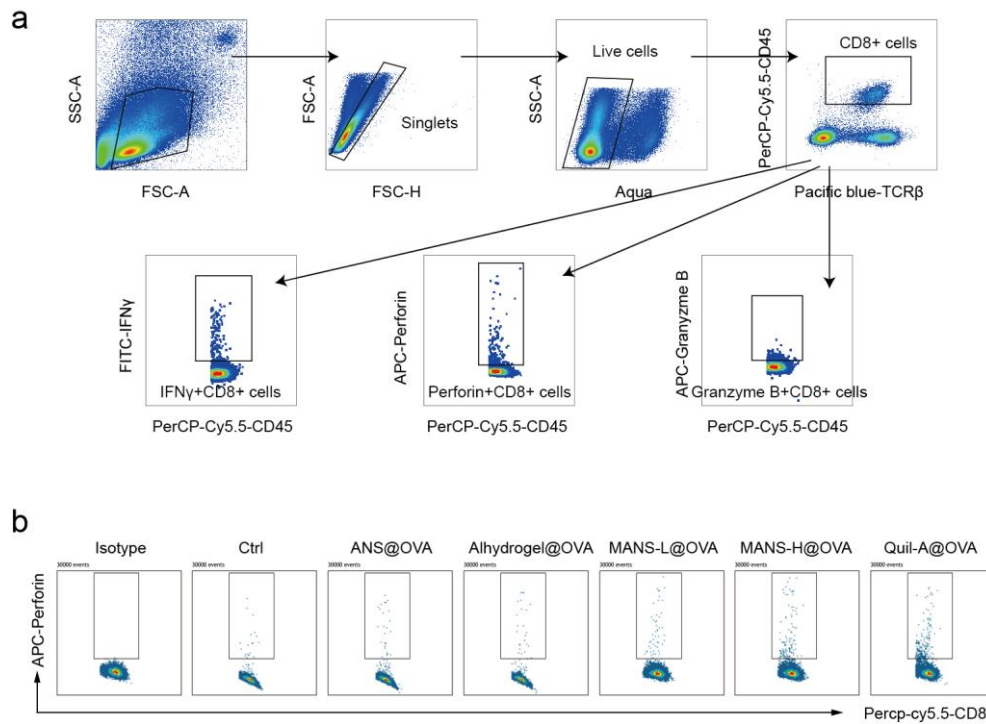 a
SSC-A
FSC-A
FSC-A
Singlets
FSC-H
SSC-A
Live cells
Aqua
PerCP-Cy5.5-CD45
CD8+ cells
Pacific blue-TCRβ
FITC-IFNγ
IFNγ+CD8+ cells
PerCP-Cy5.5-CD45
APC-Perforin
Perforin+CD8+ cells
PerCP-Cy5.5-CD45
APC-Granyzme B
Granzyme B+CD8+ cells
PerCP-Cy5.5-CD45
b
Isotype
Ctrl
ANS@OVA
Alhydrogel@OVA
MANS-L@OVA
MANS-H@OVA
Quil-A@OVA
30000 events
30000 events
30000 events
30000 events
30000 events
30000 events
30000 events
APC-Perforin
Percp-cy5.5-CD8